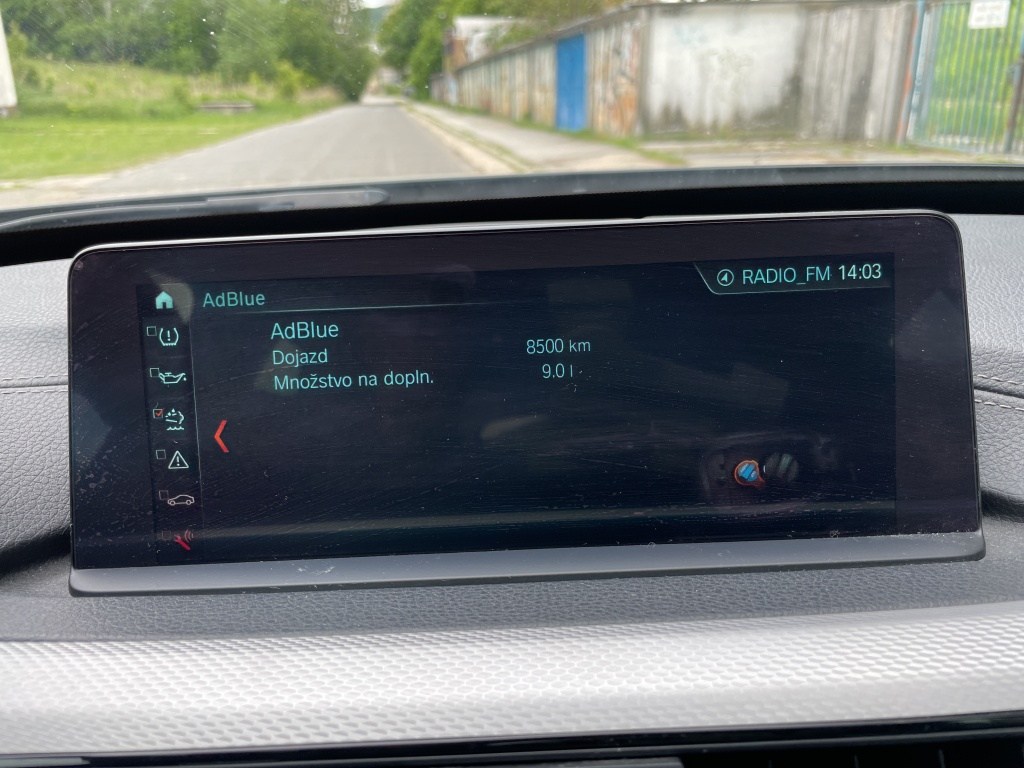 AdBlue
RADIO_FM 14:03
AdBlue
Dojazd 8500 km
Množstvo na dopln. 9.0 l